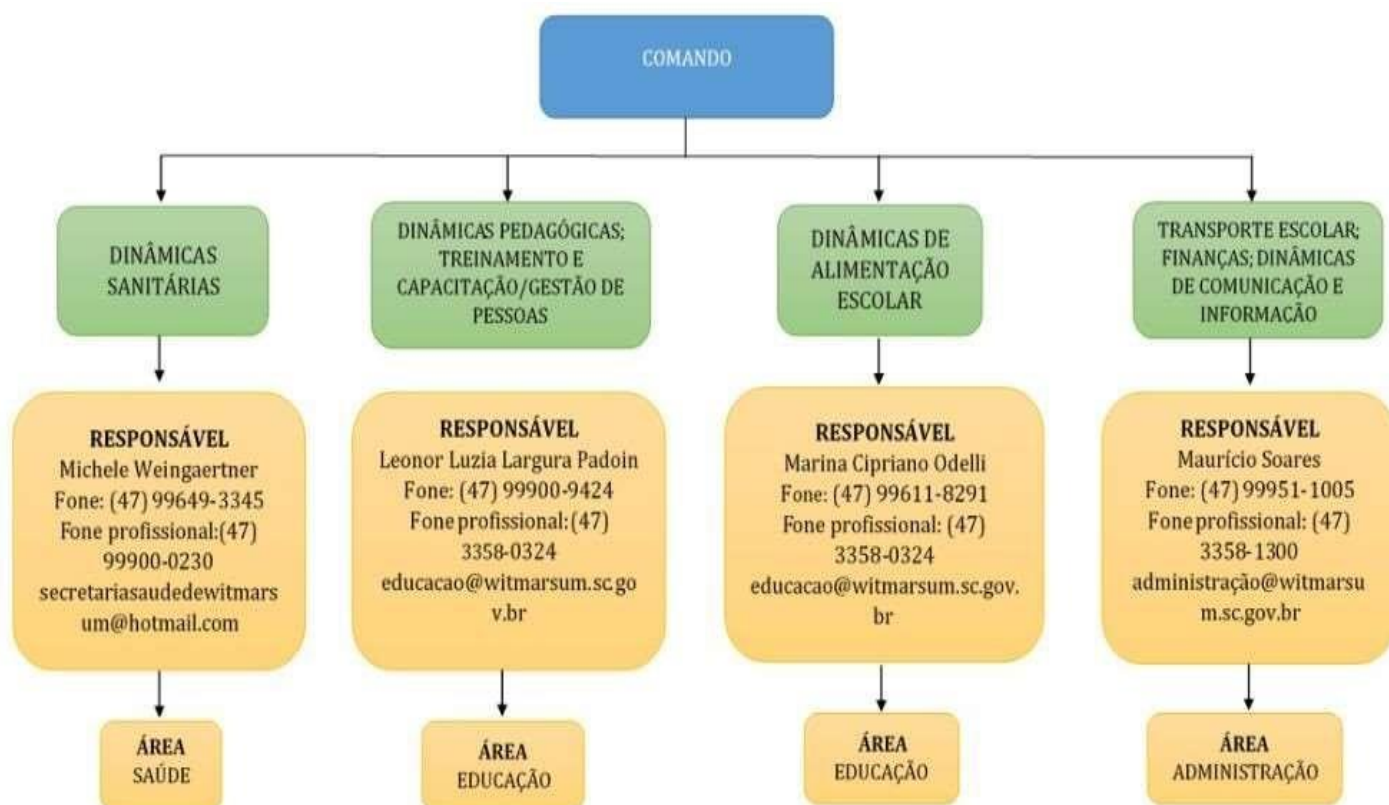 COMANDO
DINÂMICAS
SANITÁRIAS
DINÂMICAS PEDAGÓGICAS;
TREINAMENTO E
CAPACITAÇÃO/GESTÃO DE
PESSOAS
DINÂMICAS DE
ALIMENTAÇÃO
ESCOLAR
TRANSPORTE ESCOLAR;
FINANÇAS; DINÂMICAS
DE COMUNICAÇÃO E
INFORMAÇÃO
RESPONSÁVEL
Michele Weingaertner
Fone: (47) 99649-3345
Fone profissional:(47)
99900-0230
secretariasaudedewitmars
um@hotmail.com
RESPONSÁVEL
Leonor Luzia Largura Padoin
Fone: (47) 99900-9424
Fone profissional:(47)
3358-0324
educacao@witmarsum.sc.go
v.br
RESPONSÁVEL
Marina Cipriano Odelli
Fone: (47) 99611-8291
Fone profissional: (47)
3358-0324
educacao@witmarsum.sc.gov.
br
RESPONSÁVEL
Maurício Soares
Fone: (47) 99951-1005
Fone profissional: (47)
3358-1300
administração@witmarsu
m.sc.gov.br
ÁREA
SAÚDE
ÁREA
EDUCAÇÃO
ÁREA
EDUCAÇÃO
ÁREA
ADMINISTRAÇÃO